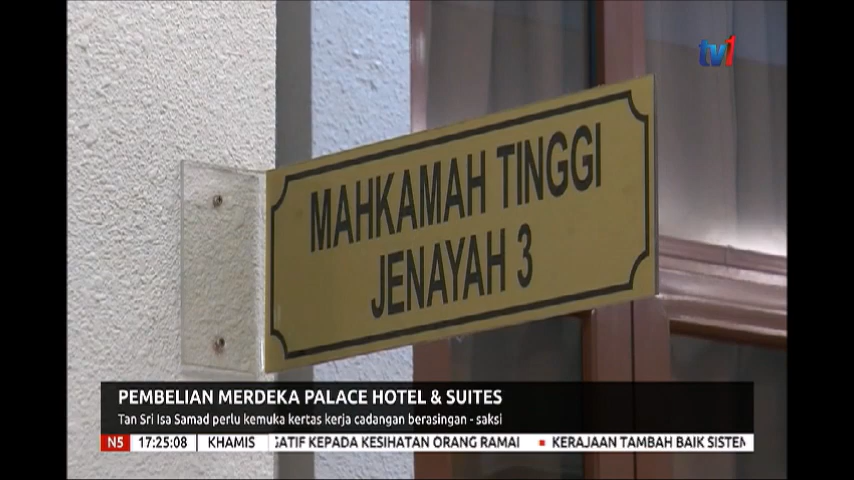 tv1
MAHKAMAH TINGGI
JENAYAH 3
PEMBELIAN MERDEKA PALACE HOTEL & SUITES
Tan Sri Isa Samad perlu kemuka kertas kerja cadangan berasingan - saksi
N5 17:25:08 KHAMIS GATIF KEPADA KESIHATAN ORANG RAMAI ▪ KERAJAAN TAMBAH BAIK SISTEM